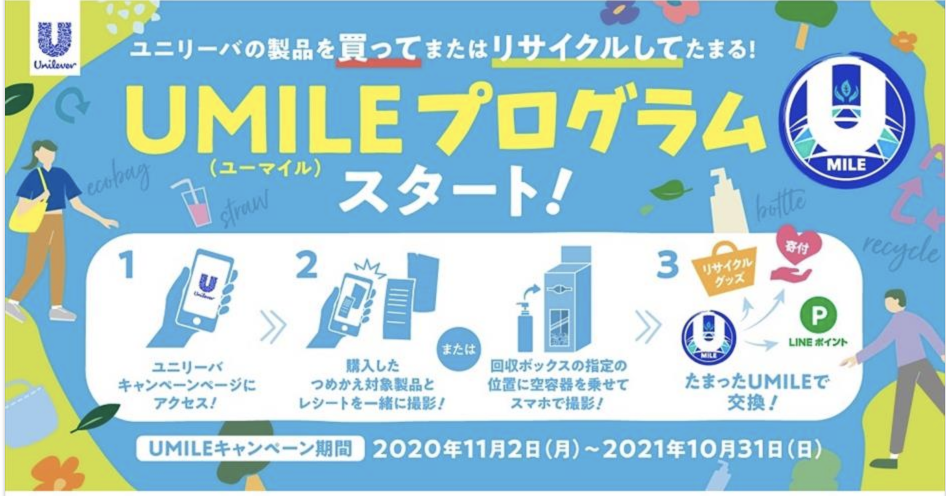 Unilever
ユニリーバの製品を買ってまたはリサイクルしてたまる!
UMILEプログラム
(ユーマイル)
スタート!
MILE
ecobag
straw
bottle
recycle
1
Unilever
ユニリーバ
キャンペーンページに
アクセス!
2
購入した
つめかえ対象製品と
レシートを一緒に撮影!
または
回収ボックスの指定の
位置に空容器を乗せて
スマホで撮影!
3
リサイクル
グッズ
寄付
MILE
P
LINE ポイント
たまったUMILEで
交換!
UMILEキャンペーン期間 2020年11月2日(月)~2021年10月31日(日)